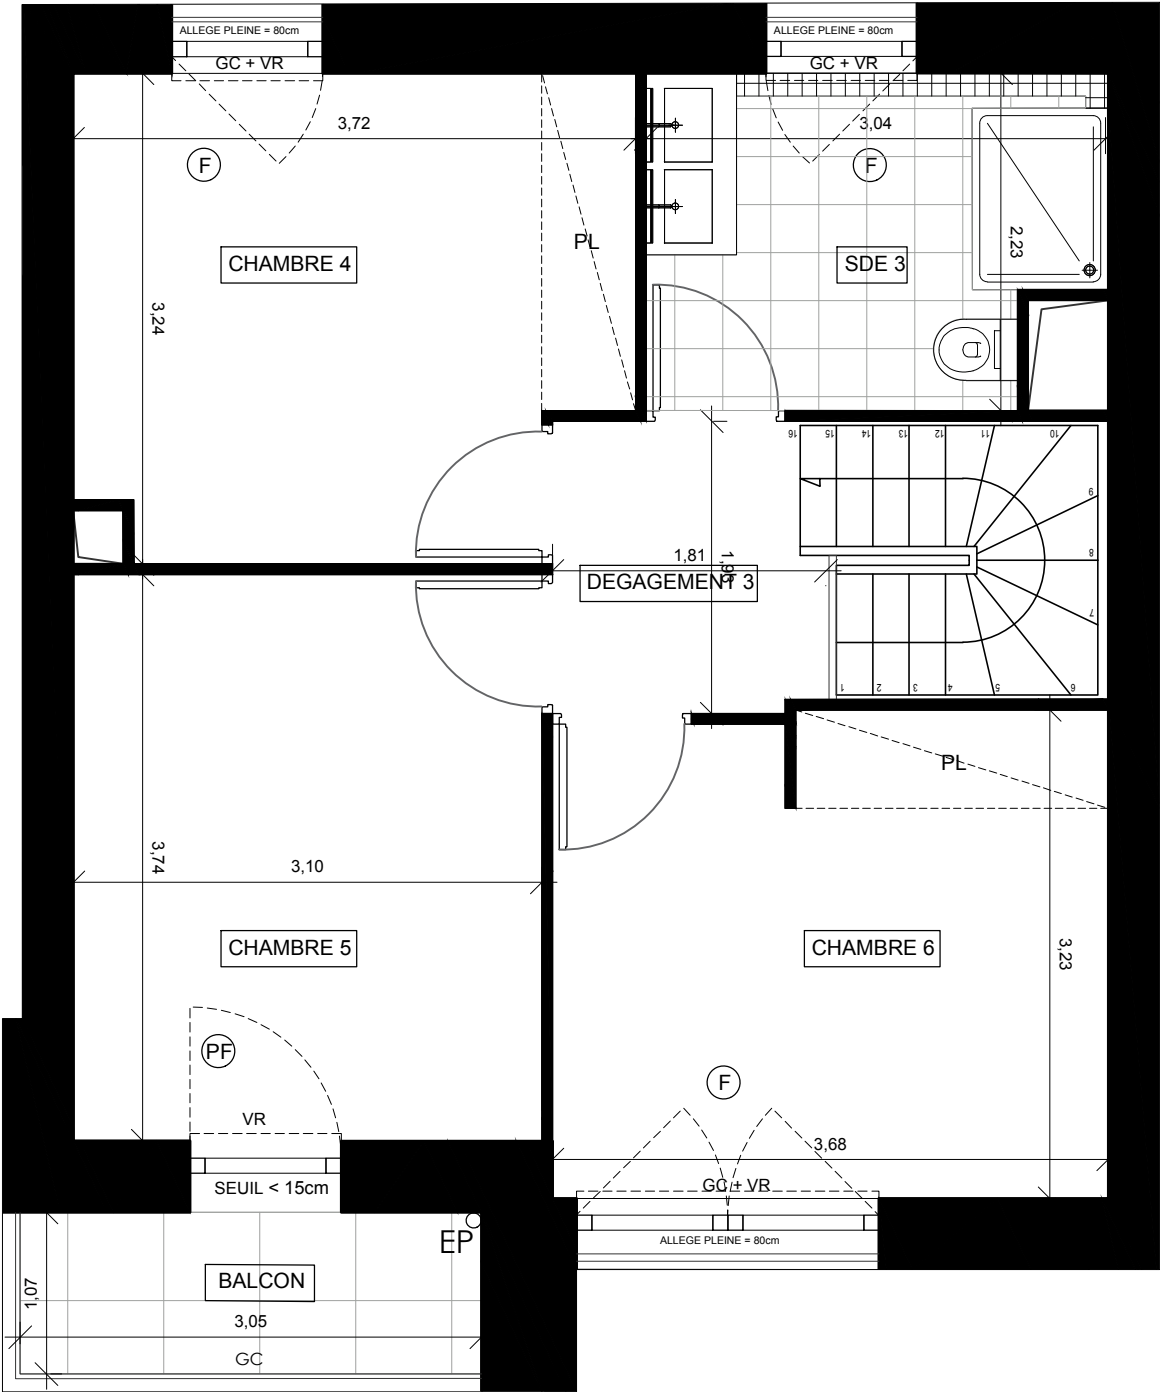 ALLEGE PLEINE = 80cm
GC + VR
ALLEGE PLEINE = 80cm
GC + VR
3,72
3,04
F
F
PL
CHAMBRE 4
SDE 3
2,23
3,24
16
15
14
13
12
11
10
9
8
7
6
5
4
3
2
1
1,81
1,96
DEGAGEMENT 3
PL
3,74
3,10
CHAMBRE 5
CHAMBRE 6
3,23
PF
F
VR
3,68
SEUIL < 15cm
GC + VR
ALLEGE PLEINE = 80cm
EP
BALCON
1,07
3,05
GC